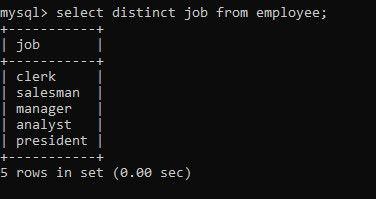 mysql> select distinct job from employee;
+-----------+
| job       |
+-----------+
| clerk     |
| salesman  |
| manager   |
| analyst   |
| president |
+-----------+
5 rows in set (0.00 sec)